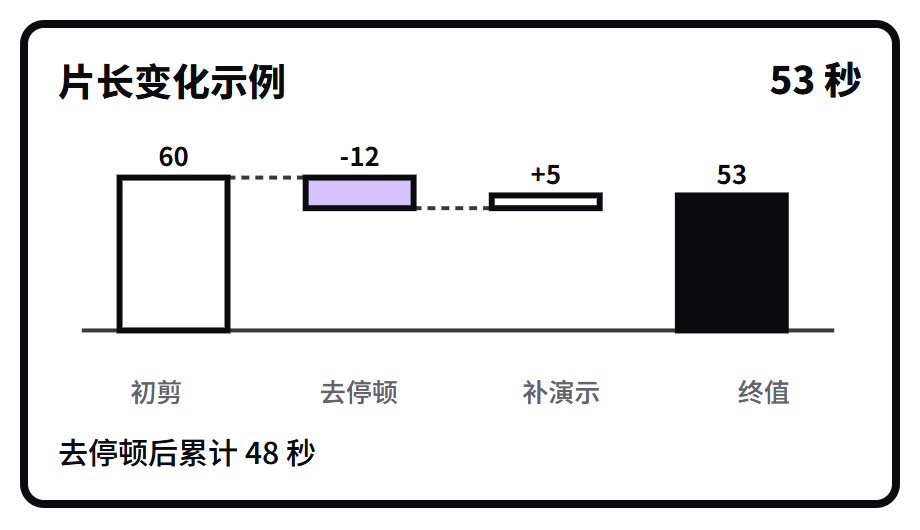 片长变化示例
53 秒
60
-12
+5
53
初剪
去停顿
补演示
终值
去停顿后累计 48 秒